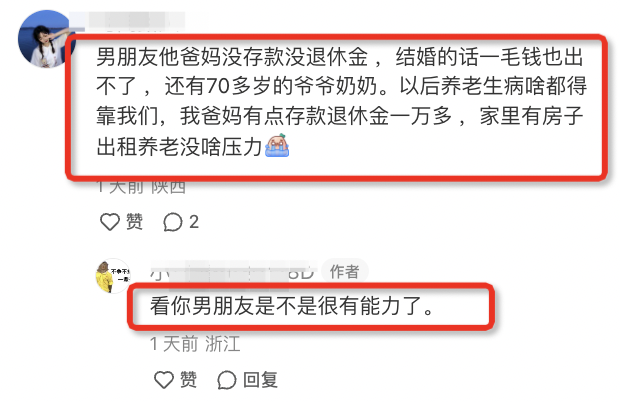 男朋友他爸妈没存款没退休金，结婚的话一毛钱也出
不了，还有70多岁的爷爷奶奶。以后养老生病啥都得
靠我们，我爸妈有点存款退休金一万多，家里有房子
出租养老没啥压力
1天前 陕西
赞 2
作者
看你男朋友是不是很有能力了。
1天前 浙江
赞 回复